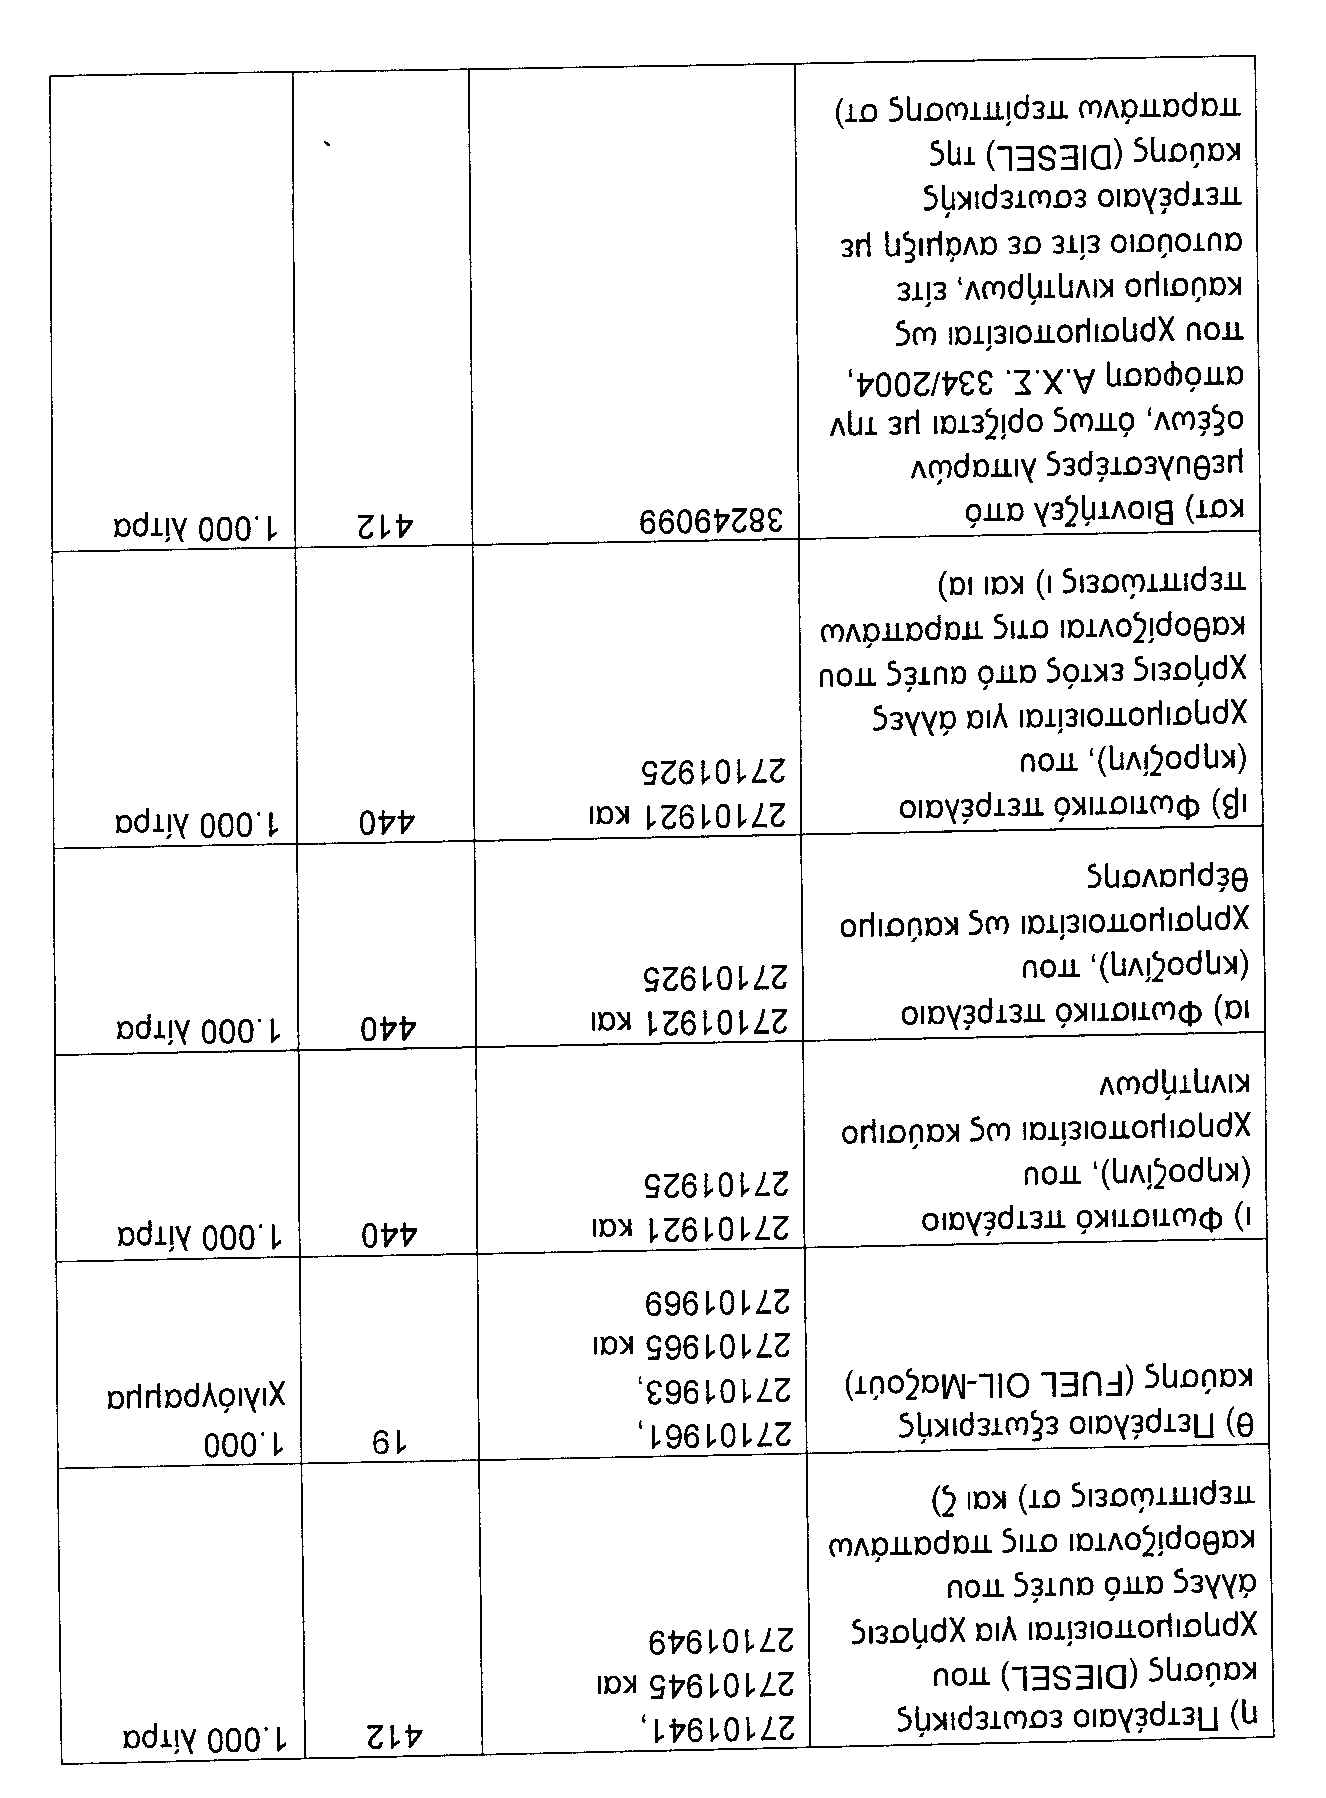 η) Πετρέλαιο εσωτερικής 27101941, 412 1.000 λίτρα
καύσης (DIESEL) που 27101945 και
χρησιμοποιείται για χρήσεις 27101949
άλλες από αυτές που
καθορίζονται στις παραπάνω
περιπτώσεις στ) και ζ)
θ) Πετρέλαιο εξωτερικής 27101961, 19 1.000
καύσης (FUEL OIL-Μαζούτ) 27101963, χιλιόγραμμα
27101965 και
27101969
ι) Φωτιστικό πετρέλαιο 27101921 και 440 1.000 λίτρα
(κηροζίνη), που 27101925
χρησιμοποιείται ως καύσιμο
κινητήρων
ια) Φωτιστικό πετρέλαιο 27101921 και 440 1.000 λίτρα
(κηροζίνη), που 27101925
χρησιμοποιείται ως καύσιμο
θέρμανσης
ιβ) Φωτιστικό πετρέλαιο 27101921 και 440 1.000 λίτρα
(κηροζίνη), που 27101925
χρησιμοποιείται για άλλες
χρήσεις εκτός από αυτές που
καθορίζονται στις παραπάνω
περιπτώσεις ι) και ια)
κστ) Βιοντήζελ από 38249099 412 1.000 λίτρα
μεθυλεστέρες λιπαρών
οξέων, όπως ορίζεται με την
απόφαση Α.Χ.Σ. 334/2004,
που χρησιμοποιείται ως
καύσιμο κινητήρων, είτε
αυτούσιο είτε σε ανάμιξη με
πετρέλαιο εσωτερικής
καύσης (DIESEL) της
παραπάνω περίπτωσης στ)